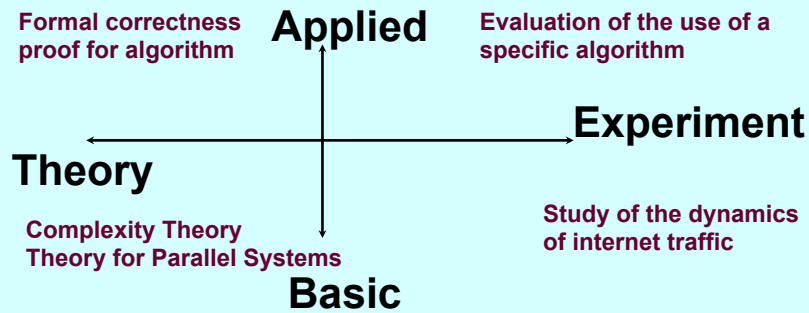 Formal correctness
proof for algorithm
Applied
Evaluation of the use of a
specific algorithm
Experiment
Theory
Complexity Theory
Theory for Parallel Systems
Study of the dynamics
of internet traffic
Basic